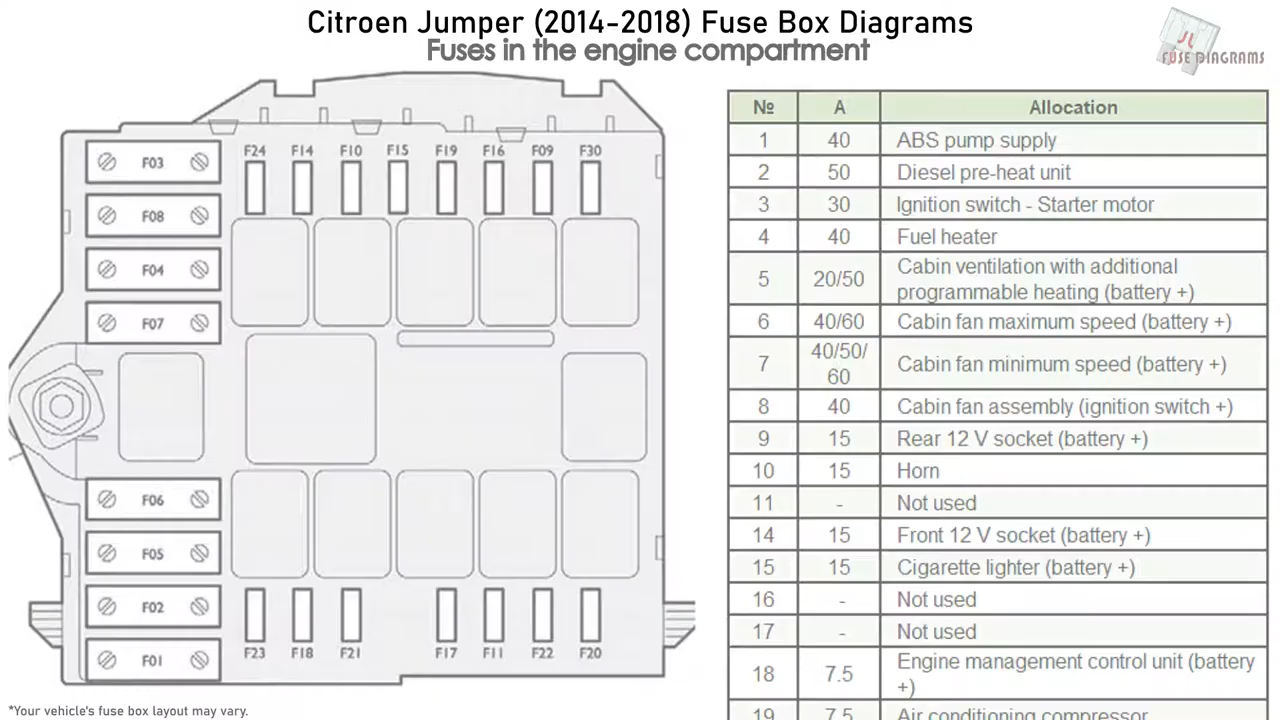 Citroen Jumper (2014-2018) Fuse Box Diagrams
Fuses in the engine compartment
JL
FUSE DIAGRAMS
F03
F08
F04
F07
F06
F05
F02
F01
F24 F14 F10 F15 F19 F16 F09 F30
F23 F18 F21 F17 F11 F22 F20
№ A Allocation
1 40 ABS pump supply
2 50 Diesel pre-heat unit
3 30 Ignition switch - Starter motor
4 40 Fuel heater
5 20/50 Cabin ventilation with additional
programmable heating (battery +)
6 40/60 Cabin fan maximum speed (battery +)
7 40/50/
60 Cabin fan minimum speed (battery +)
8 40 Cabin fan assembly (ignition switch +)
9 15 Rear 12 V socket (battery +)
10 15 Horn
11 - Not used
14 15 Front 12 V socket (battery +)
15 15 Cigarette lighter (battery +)
16 - Not used
17 - Not used
18 7.5 Engine management control unit (battery
+)
19 7.5 Air conditioning compressor
*Your vehicle's fuse box layout may vary.